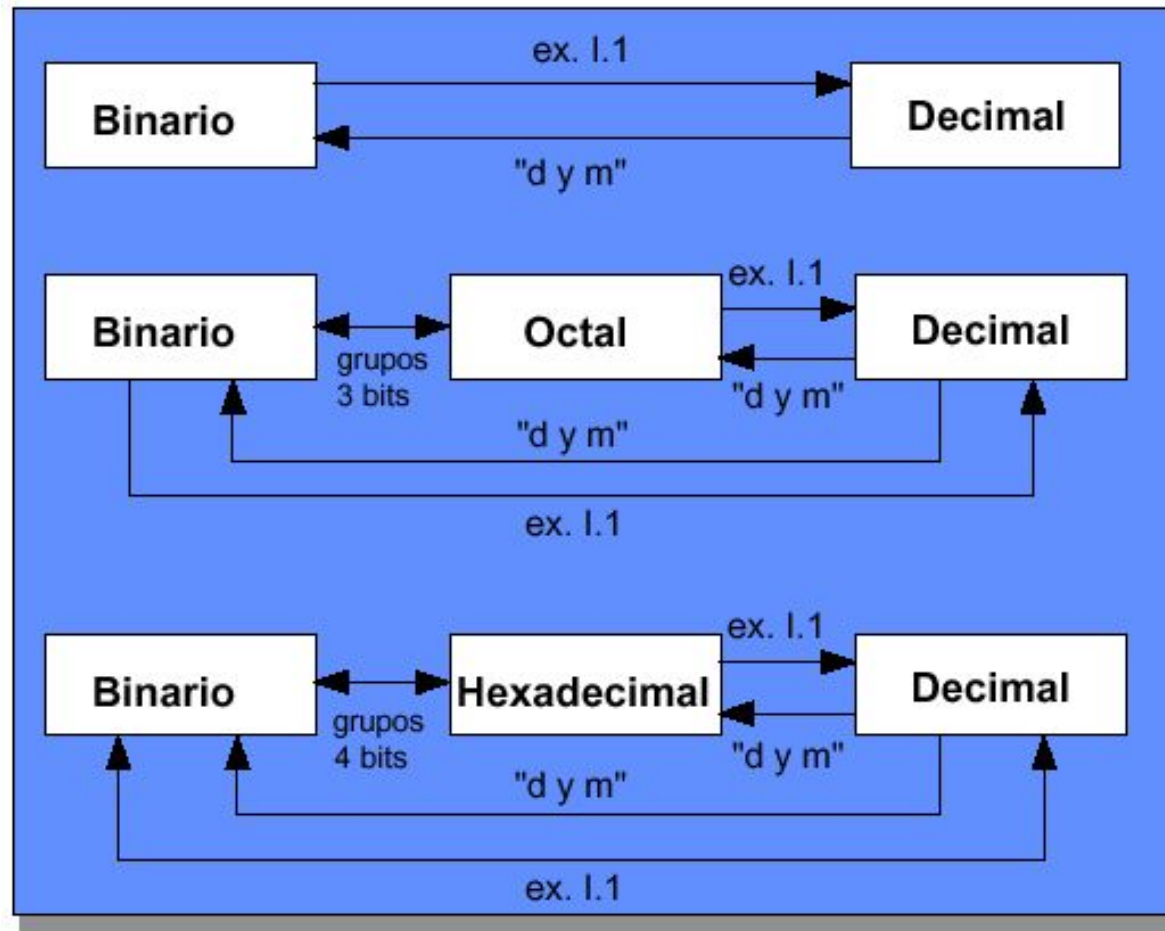 ex. I.1
Binario
Decimal
"d y m"
ex. I.1
Binario
Octal
Decimal
grupos
3 bits
"d y m"
"d y m"
ex. I.1
ex. I.1
Binario
Hexadecimal
Decimal
grupos
4 bits
"d y m"
"d y m"
ex. I.1